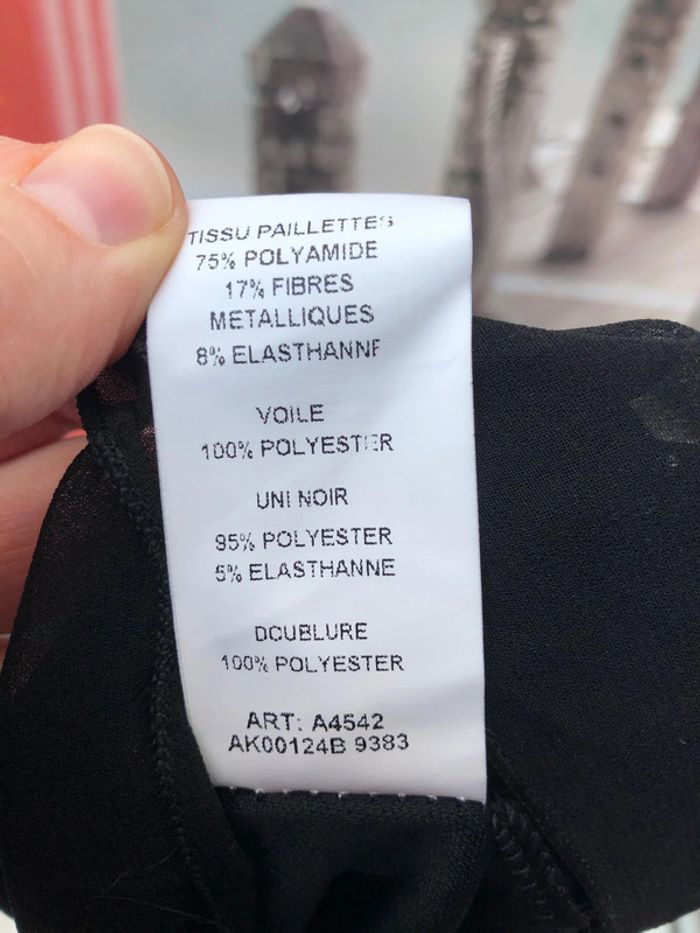 TISSU PAILLETTES
75% POLYAMIDE
17% FIBRES
METALLIQUES
8% ELASTHANNE
VOILE
100% POLYESTER
UNI NOIR
95% POLYESTER
5% ELASTHANNE
DOUBLURE
100% POLYESTER
ART: A4542
AK00124B 9383